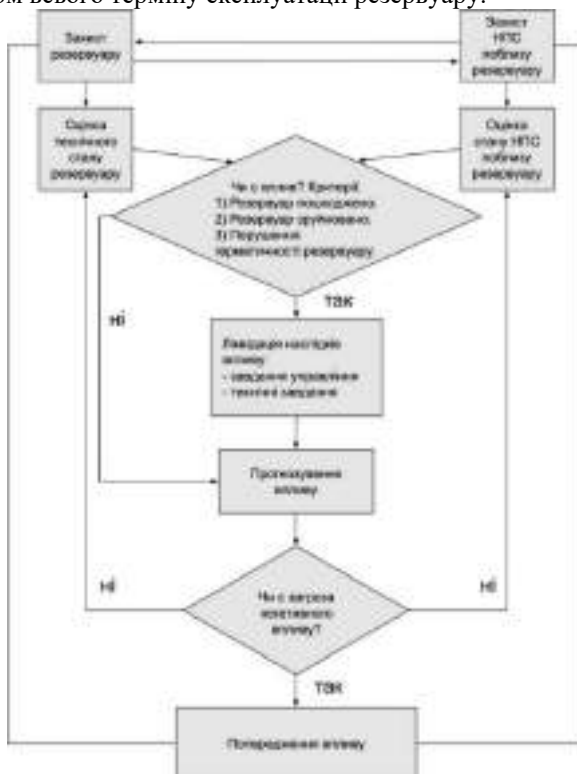 ом всього терміну експлуатації резервуару.
Захист
резервуару
Захист
НПС
поблизу
резервуару
Оцінка
технічного
стану
резервуару
Оцінка
стану НПС
поблизу
резервуару
Чи є вплив? Критерії:
1) Резервуар пошкоджено
2) Резервуар зруйновано
3) Порушення
герметичності резервуару
ні
так
Ліквідація наслідків
впливу
- завдання управління
- технічні завдання
Прогнозування
впливу
ні
Чи є загроза
негативного
впливу?
ні
так
Попередження впливу